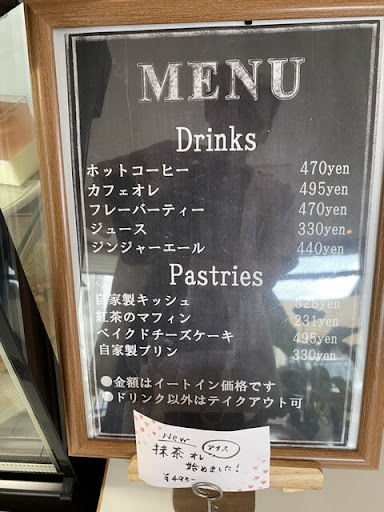 MENU
Drinks
ホットコーヒー 470yen
カフェオレ 495yen
フレーバーティー 470yen
ジュース 330yen
ジンジャーエール 440yen
Pastries
自家製キッシュ 528yen
紅茶のマフィン 231yen
ベイクドチーズケーキ 495yen
自家製プリン 330yen
●金額はイートイン価格です
●ドリンク以外はテイクアウト可
New
抹茶オレ アイス
始めました!
¥495-